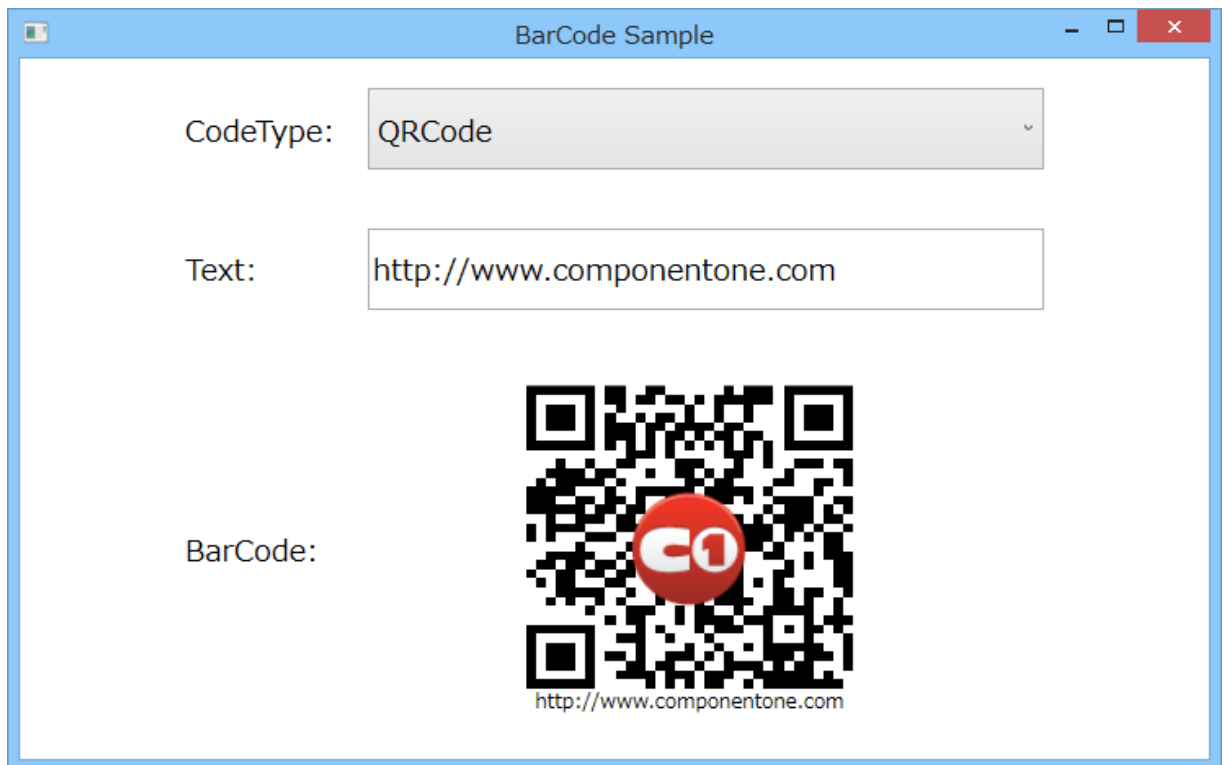 BarCode Sample
CodeType: QRCode
Text: http://www.componentone.com
BarCode:
C1
http://www.componentone.com